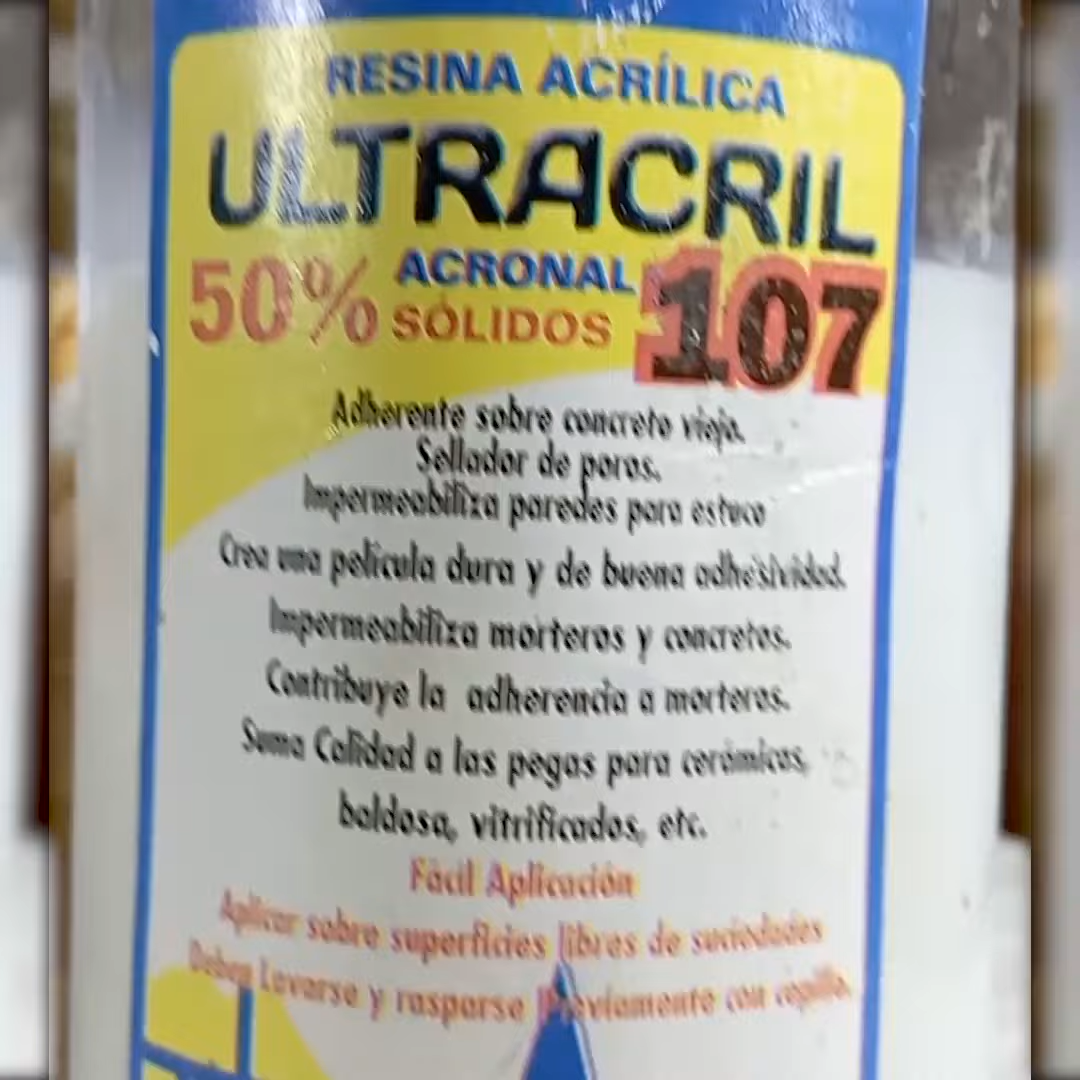 RESINA ACRÍLICA
ULTRACRIL
50% ACRONAL 107
SÓLIDOS
Adherente sobre concreto viejo.
Sellador de poros.
Impermeabiliza paredes para estuco
Crea una película dura y de buena adhesividad.
Impermeabiliza morteros y concretos.
Contribuye la adherencia a morteros.
Suma Calidad a las pegas para cerámicas,
baldosa, vitrificados, etc.
Fácil Aplicación
Aplicar sobre superficies libres de suciedades
Deben Lavarse y rasparse Previamente con cepillo.